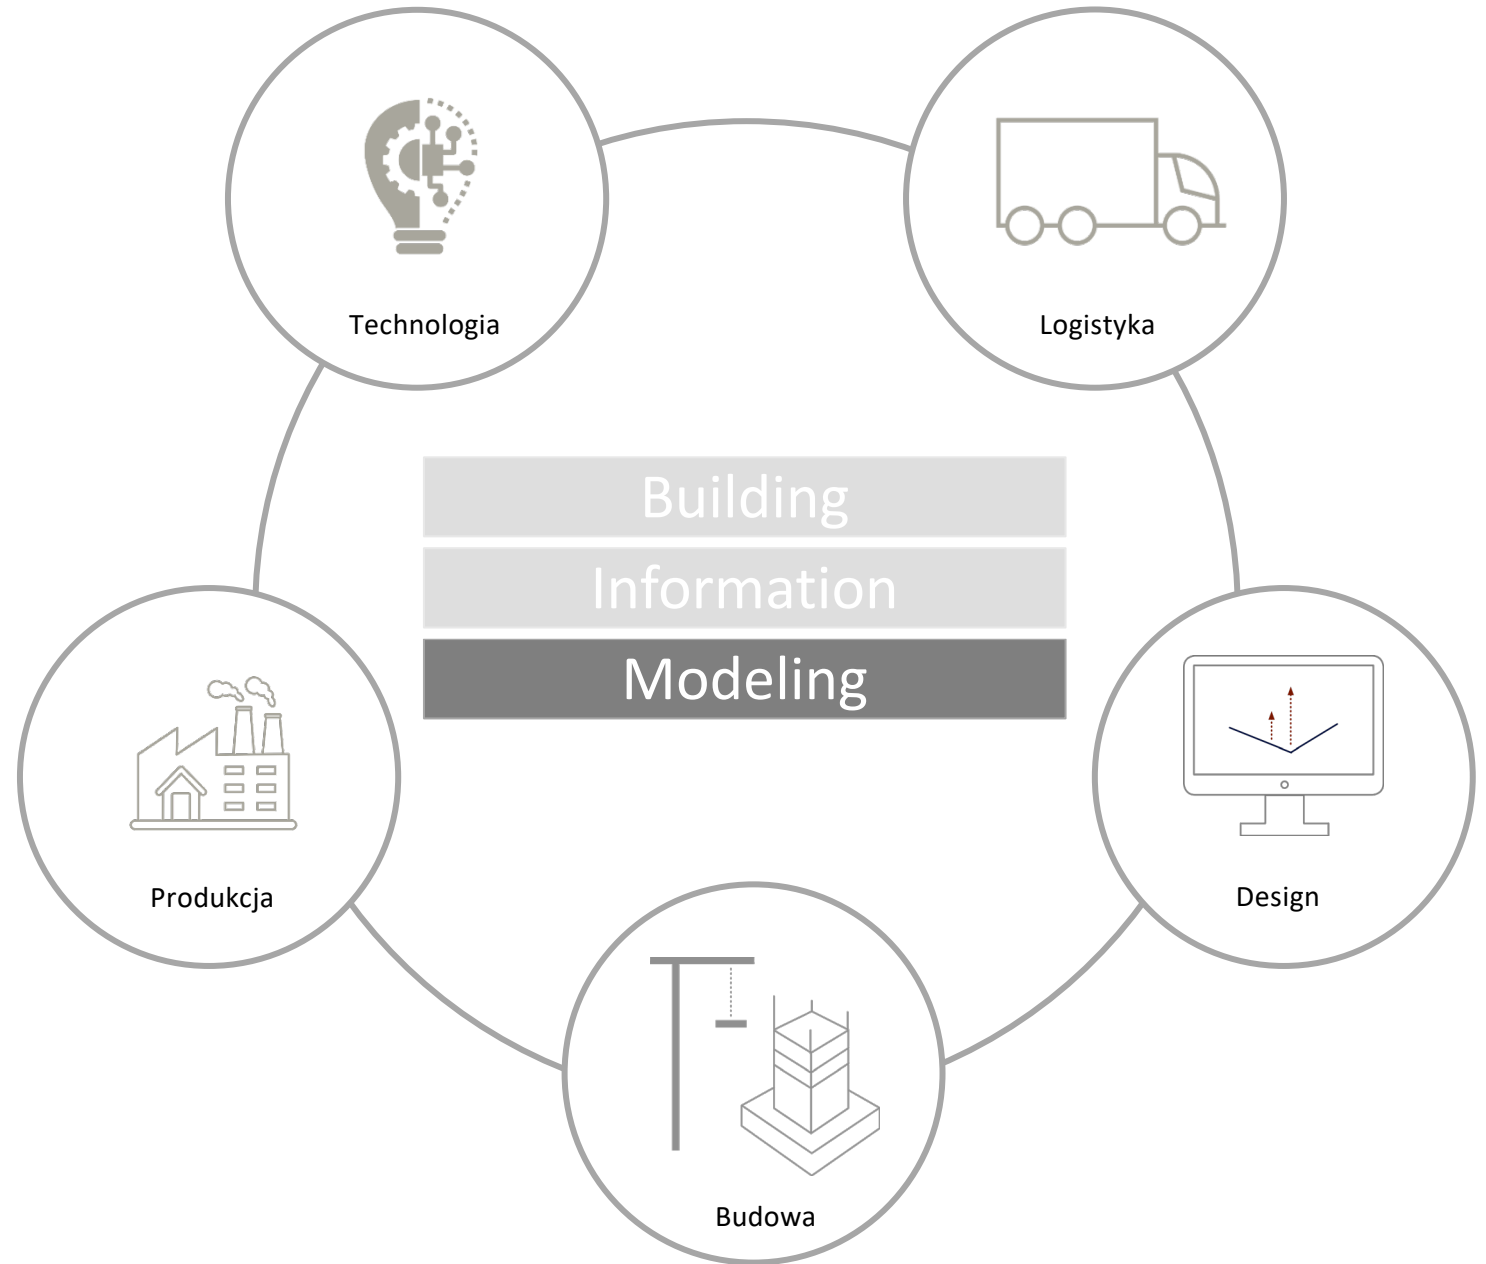 Technologia
Logistyka
Building
Information
Modeling
Produkcja
Design
Budowa